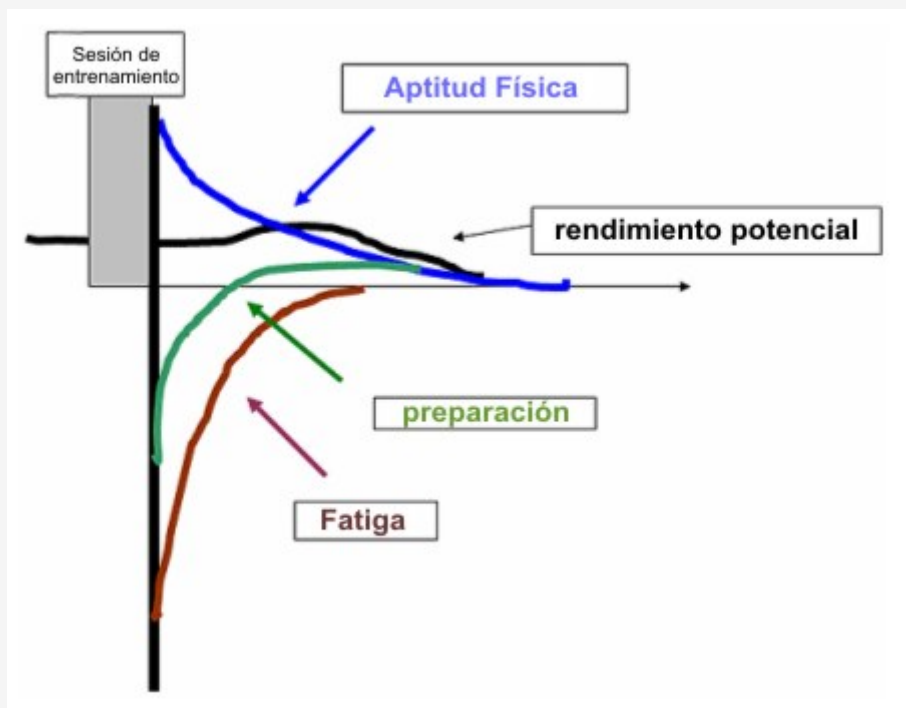 Sesión de
entrenamiento
Aptitud Física
rendimiento potencial
preparación
Fatiga